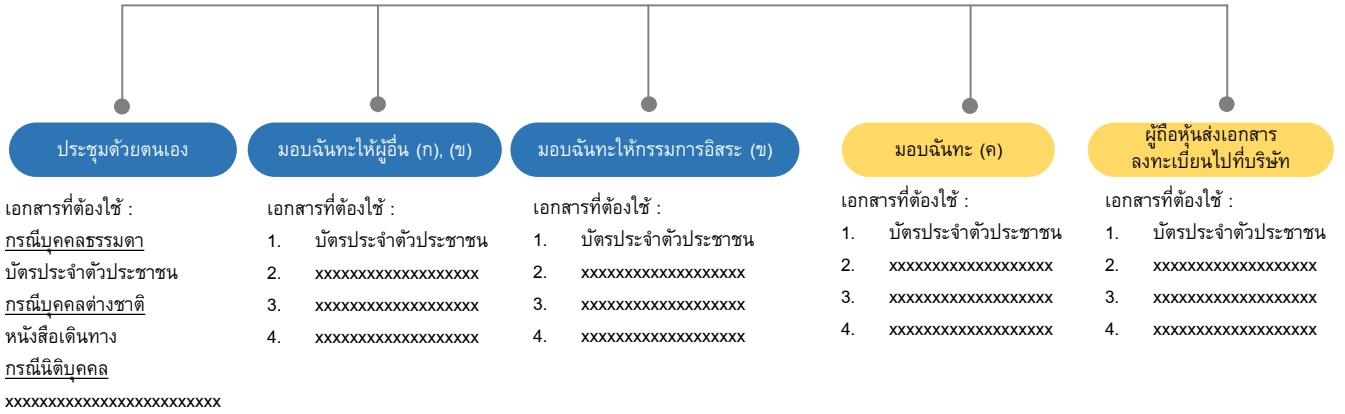 ประชุมด้วยตนเอง
เอกสารที่ต้องใช้ :
กรณีบุคคลธรรมดา
บัตรประจำตัวประชาชน
กรณีบุคคลต่างชาติ
หนังสือเดินทาง
กรณีนิติบุคคล
xxxxxxxxxxxxxxxxxxxxxxxxx
มอบฉันทะให้ผู้อื่น (ก), (ข)
เอกสารที่ต้องใช้ :
1. บัตรประจำตัวประชาชน
2. xxxxxxxxxxxxxxxxxxx
3. xxxxxxxxxxxxxxxxxxx
4. xxxxxxxxxxxxxxxxxxx
มอบฉันทะให้กรรมการอิสระ (ข)
เอกสารที่ต้องใช้ :
1. บัตรประจำตัวประชาชน
2. xxxxxxxxxxxxxxxxxxx
3. xxxxxxxxxxxxxxxxxxx
4. xxxxxxxxxxxxxxxxxxx
มอบฉันทะ (ค)
เอกสารที่ต้องใช้ :
1. บัตรประจำตัวประชาชน
2. xxxxxxxxxxxxxxxxxxx
3. xxxxxxxxxxxxxxxxxxx
4. xxxxxxxxxxxxxxxxxxx
ผู้ถือหุ้นส่งเอกสาร
ลงทะเบียนไปที่บริษัท
เอกสารที่ต้องใช้ :
1. บัตรประจำตัวประชาชน
2. xxxxxxxxxxxxxxxxxxx
3. xxxxxxxxxxxxxxxxxxx
4. xxxxxxxxxxxxxxxxxxx